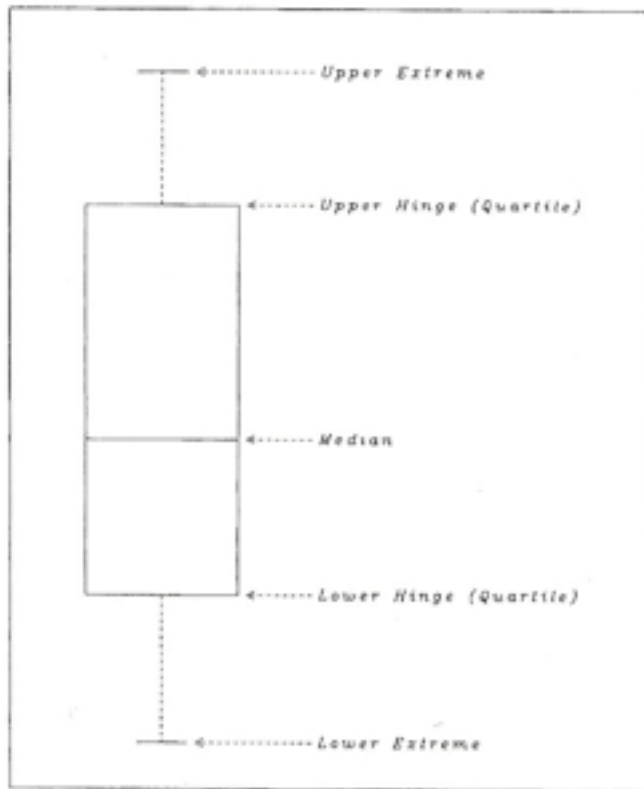 Upper Extreme
Upper Hinge (Quartile)
Median
Lower Hinge (Quartile)
Lower Extreme